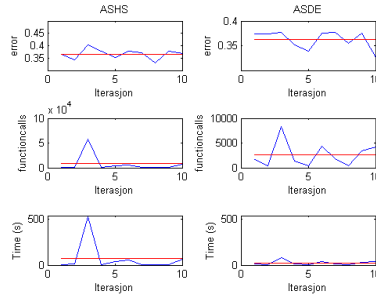 ASHS
ASDE
error
0.45
0.4
0.35
0
5
10
Iterasjon
error
0.4
0.35
0
5
10
Iterasjon
x 10^4
functioncalls
10
5
0
0
5
10
Iterasjon
functioncalls
10000
5000
0
0
5
10
Iterasjon
Time (s)
500
0
0
5
10
Iterasjon
Time (s)
500
0
0
5
10
Iterasjon